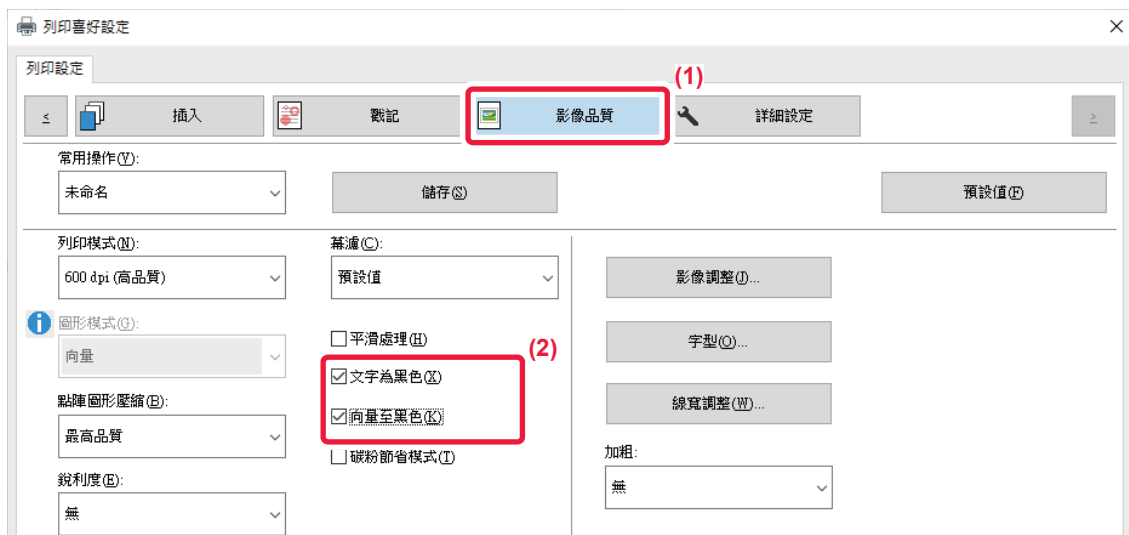 列印喜好設定
列印設定
(1)
≤ 插入 戳記 影像品質 詳細設定 ≥
常用操作(V):
未命名 儲存(S) 預設值(F)
列印模式(N): 幕濾(C):
600 dpi (高品質) 預設值 影像調整(J)...
圖形模式(G):
向量 平滑處理(H) 字型(O)...
(2)
文字為黑色(X)
點陣圖形壓縮(B): 向量至黑色(K) 線寬調整(W)...
最高品質 碳粉節省模式(T) 加粗:
銳利度(E):
無 無